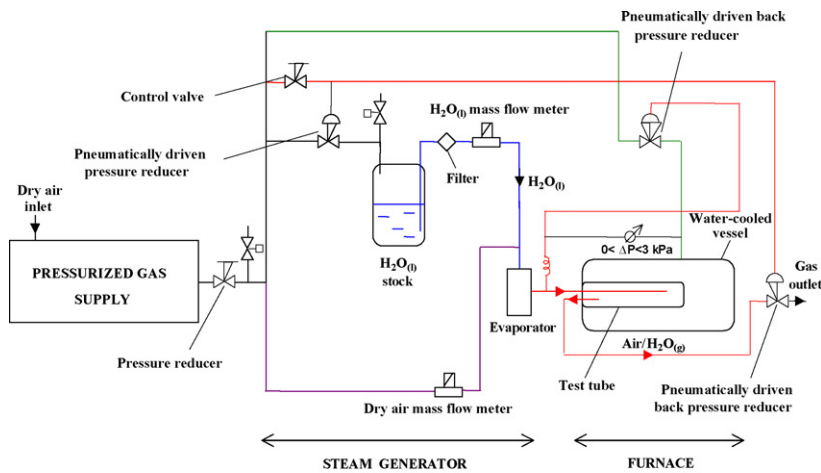 Pneumatically driven back
pressure reducer
Control valve
H2O(l) mass flow meter
Pneumatically driven
pressure reducer
Filter
H2O(l)
Dry air
inlet
Water-cooled
vessel
0< ΔP<3 kPa
PRESSURIZED GAS
SUPPLY
H2O(l)
stock
Gas
outlet
Evaporator
Air/H2O(g)
Pressure reducer
Test tube
Dry air mass flow meter
Pneumatically driven
back pressure reducer
STEAM GENERATOR
FURNACE